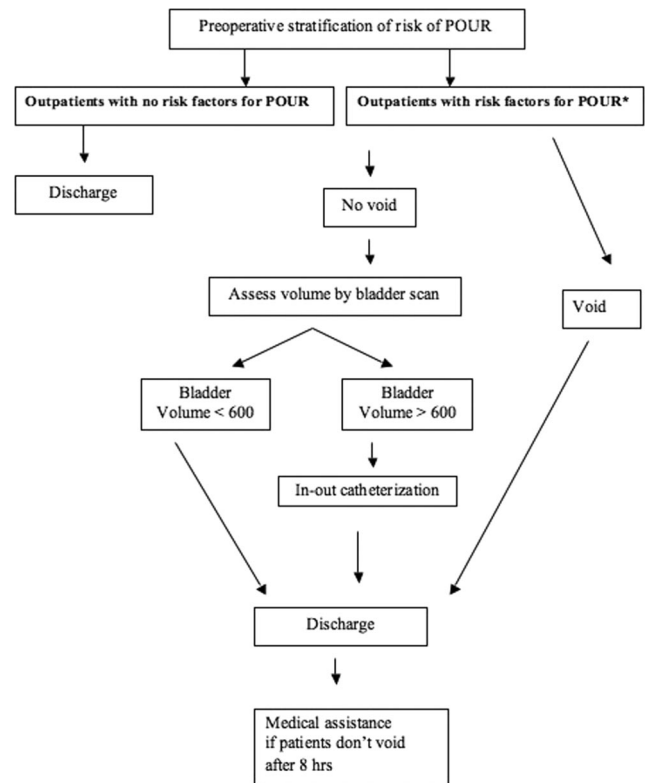 Preoperative stratification of risk of POUR
Outpatients with no risk factors for POUR
Outpatients with risk factors for POUR*
Discharge
No void
Assess volume by bladder scan
Void
Bladder
Volume < 600
Bladder
Volume > 600
In-out catheterization
Discharge
Medical assistance
if patients don't void
after 8 hrs